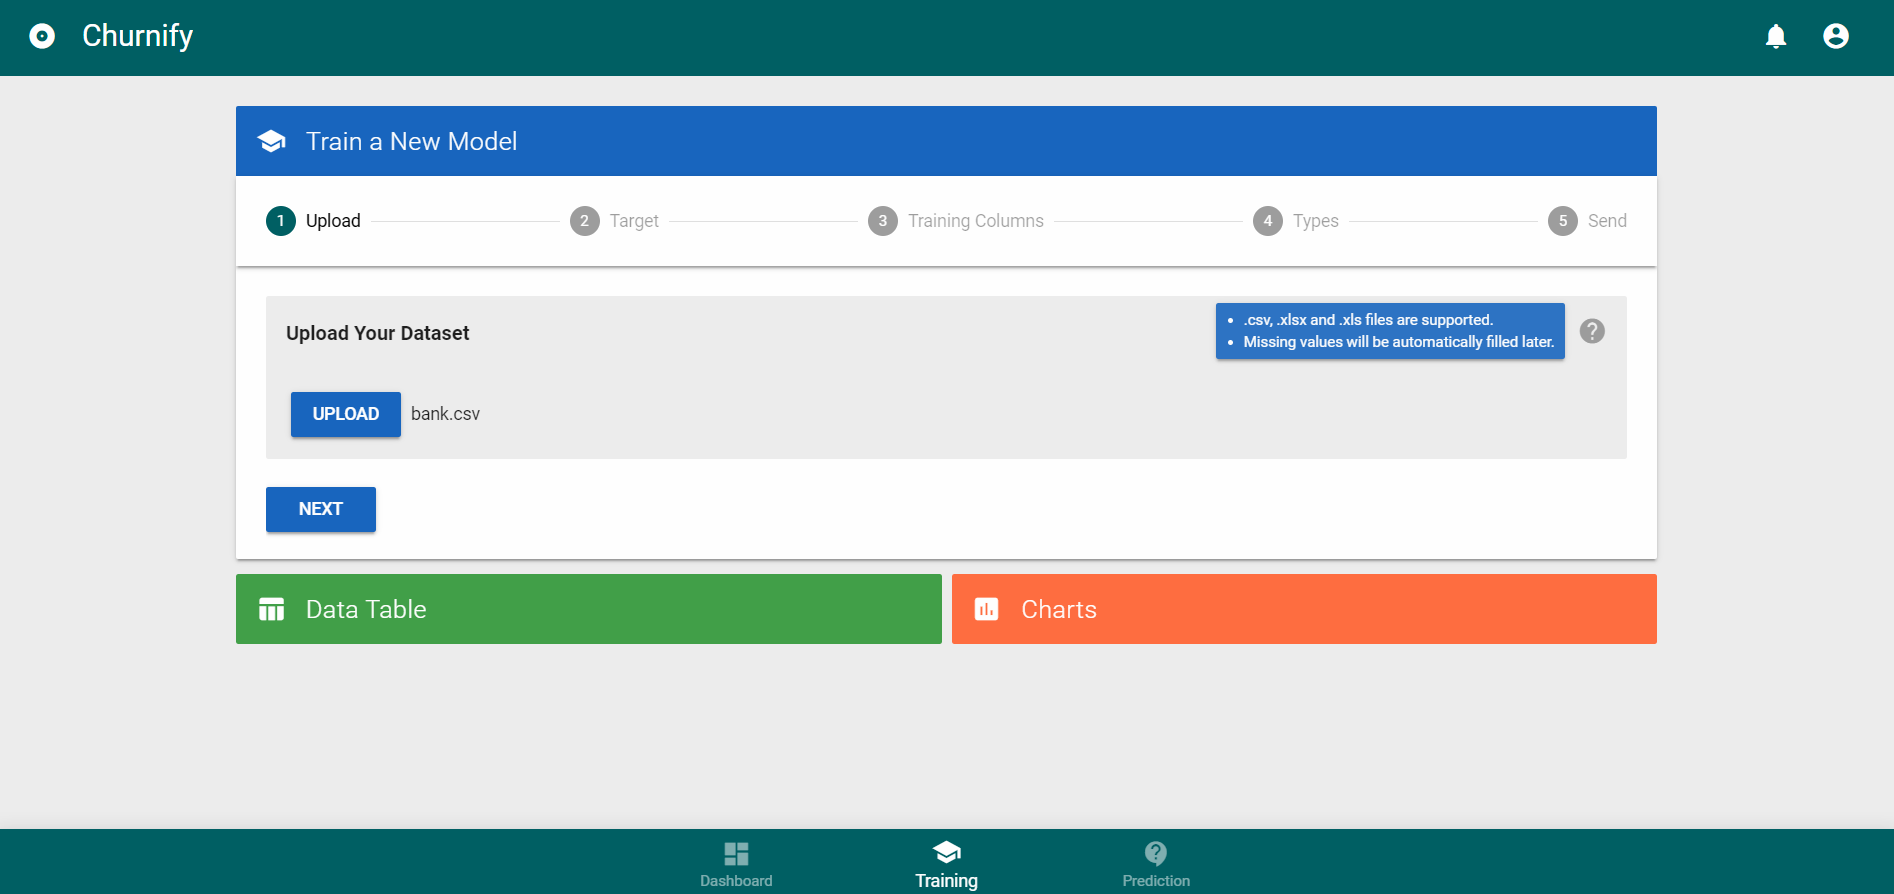 Churnify
Train a New Model
1 Upload
2 Target
3 Training Columns
4 Types
5 Send
Upload Your Dataset
.csv, .xlsx and .xls files are supported.
Missing values will be automatically filled later.
UPLOAD bank.csv
NEXT
Data Table
Charts
Dashboard
Training
Prediction